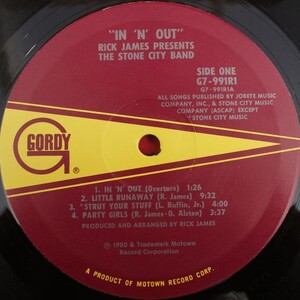 "IN 'N' OUT"
RICK JAMES PRESENTS
THE STONE CITY BAND
SIDE ONE
G7-991R1
G7-991R1A
ALL SONGS PUBLISHED BY JOBETE MUSIC
COMPANY, INC., & STONE CITY MUSIC
COMPANY (ASCAP) EXCEPT
*STONE CITY MUSIC
G
GORDY
®
1. IN 'N' OUT (Overture) 1:26
2. LITTLE RUNAWAY (R. James) 9:32
3. *STRUT YOUR STUFF (L. Ruffin, Jr.) 4:00
4. PARTY GIRLS (R. James-O. Alston) 3:37
PRODUCED AND ARRANGED BY RICK JAMES
© 1980 & Trademark Motown
Record Corporation
A PRODUCT OF MOTOWN RECORD CORP.